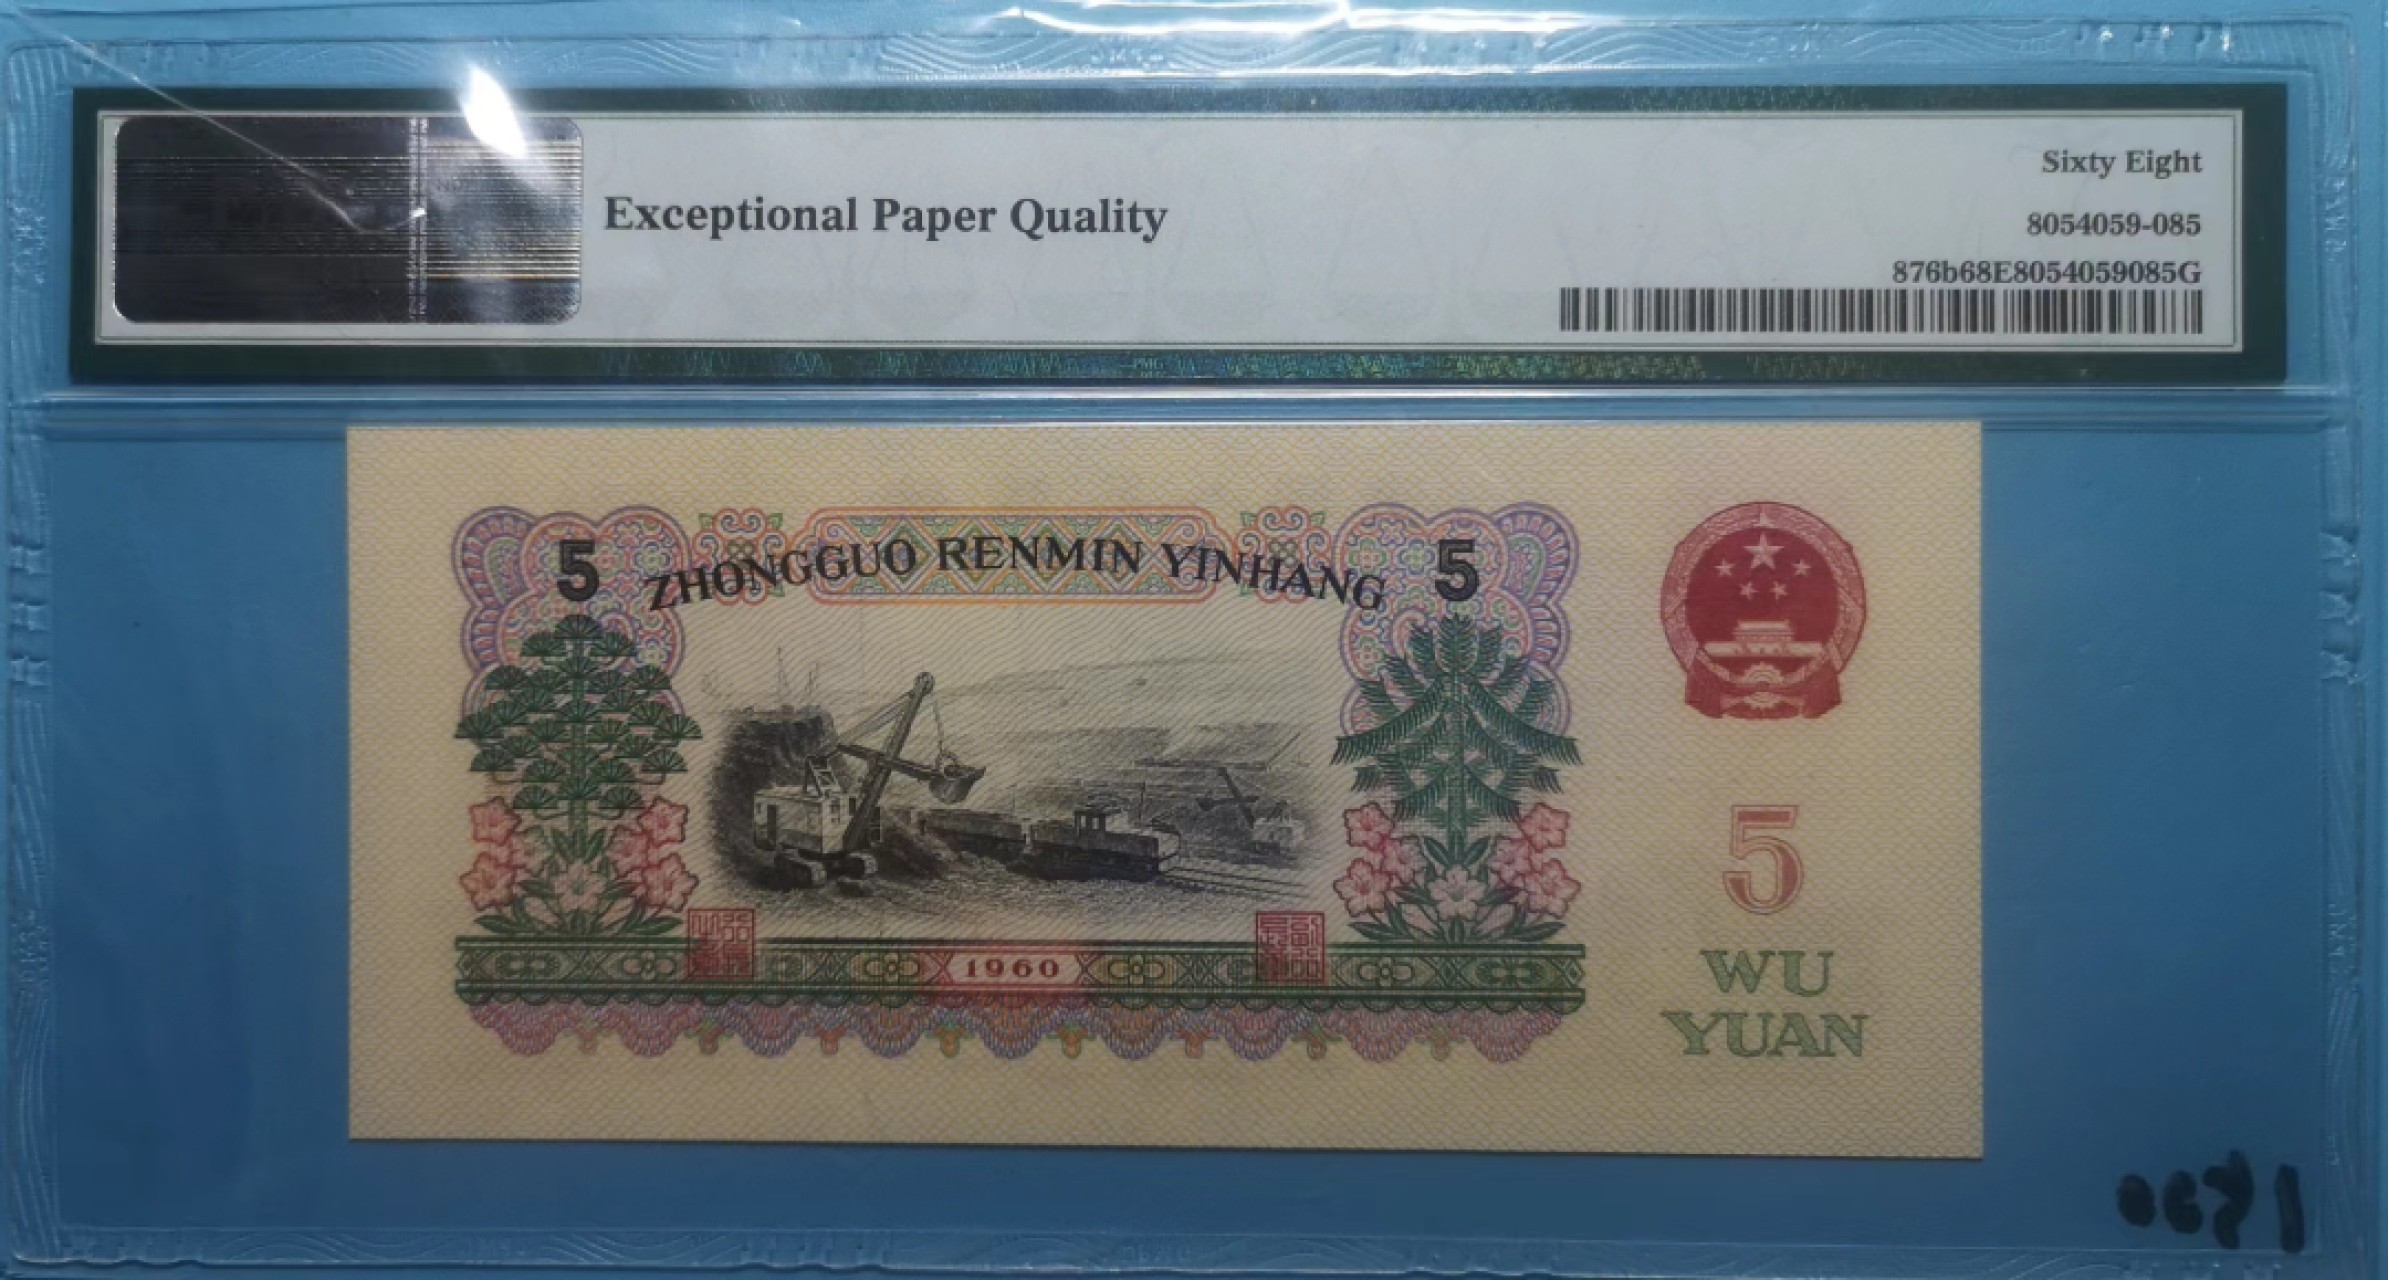 Exceptional Paper Quality
Sixty Eight
8054059-085
876b68E8054059085G
5 ZHONGGUO RENMIN YINHANG 5
1960
5
WU
YUAN